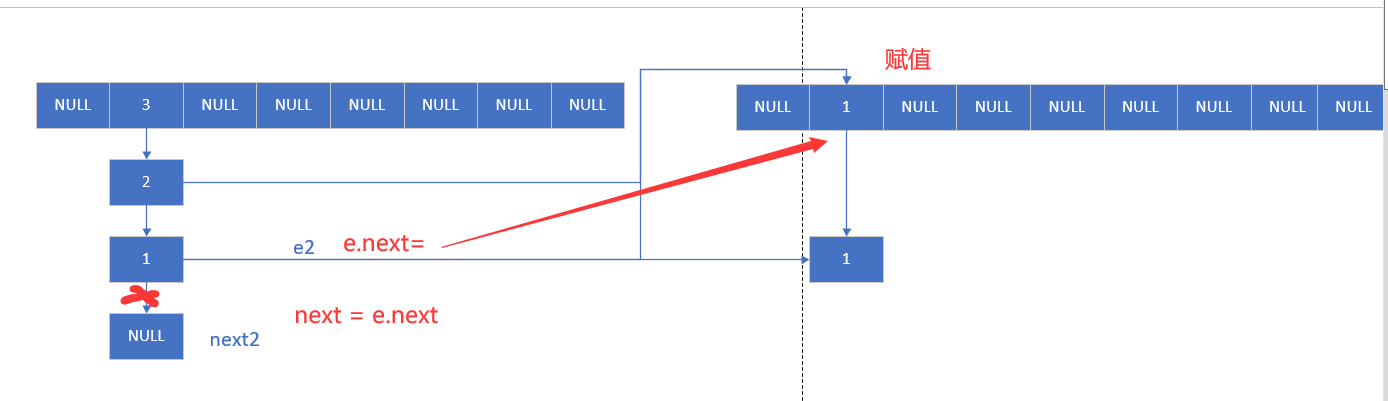 赋值
NULL 3 NULL NULL NULL NULL NULL NULL
NULL 1 NULL NULL NULL NULL NULL NULL NULL
2
e2 e.next=
1
1
next = e.next
NULL next2